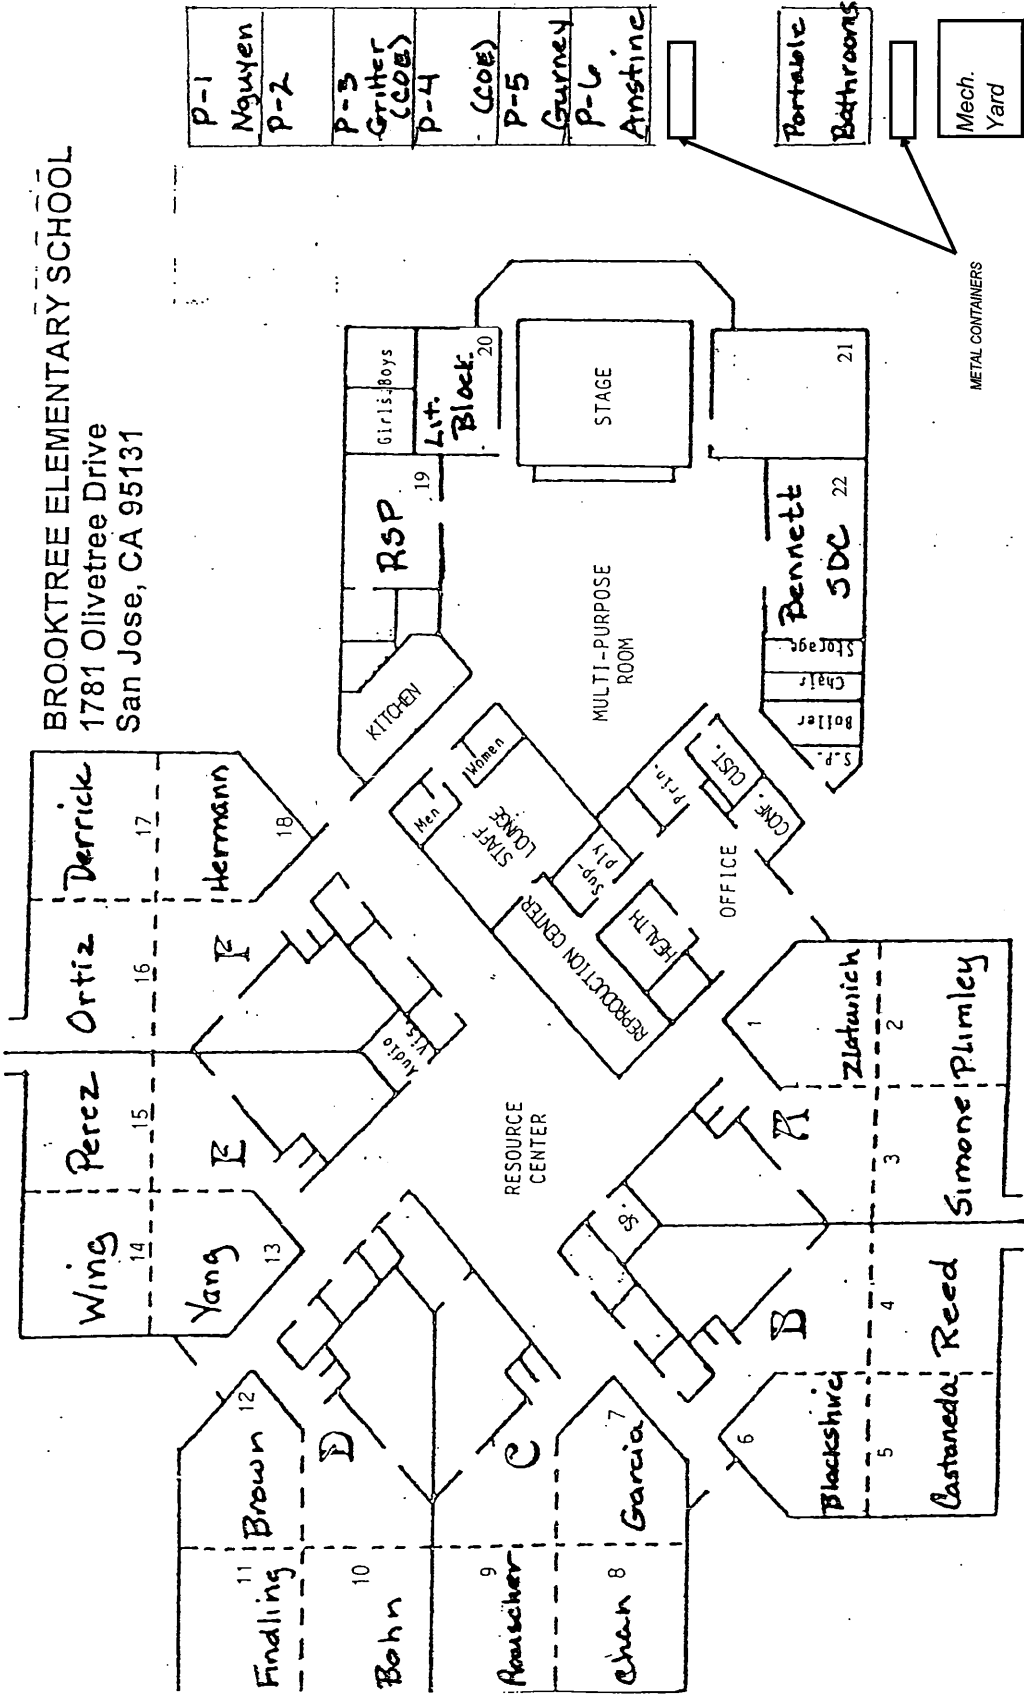 BROOKTREE ELEMENTARY SCHOOL
1781 Olivetree Drive
San Jose, CA 95131
P-1
Nguyen
P-2
P-3
Gritter
(COE)
P-4
(COE)
P-5
Gurney
P-6
Anstine
Portable
Bathrooms
Mech.
Yard
METAL CONTAINERS
Derrick
17
Hermann
18
Ortiz
16
F
Perez
15
E
Wing
14
Yang
13
Brown
12
D
Findling
11
Bohn
10
9
Chan 8
Garcia
7
C
Blackshire
6
Castaneda
5
Reed
4
B
Simone
3
A
Plimley
2
1
KITCHEN
RSP
19
Girls
Boys
Lit.
Block
20
STAGE
21
Bennett
SDC
22
Storage
Chair
Boiler
S.P.
MULTI-PURPOSE
ROOM
Men
Women
STAFF
LOUNGE
Sup-
ply
Prin.
CUST.
CONF.
OFFICE
HEALTH
REPRODUCTION CENTER
Audio
Vis.
RESOURCE
CENTER
Sp.